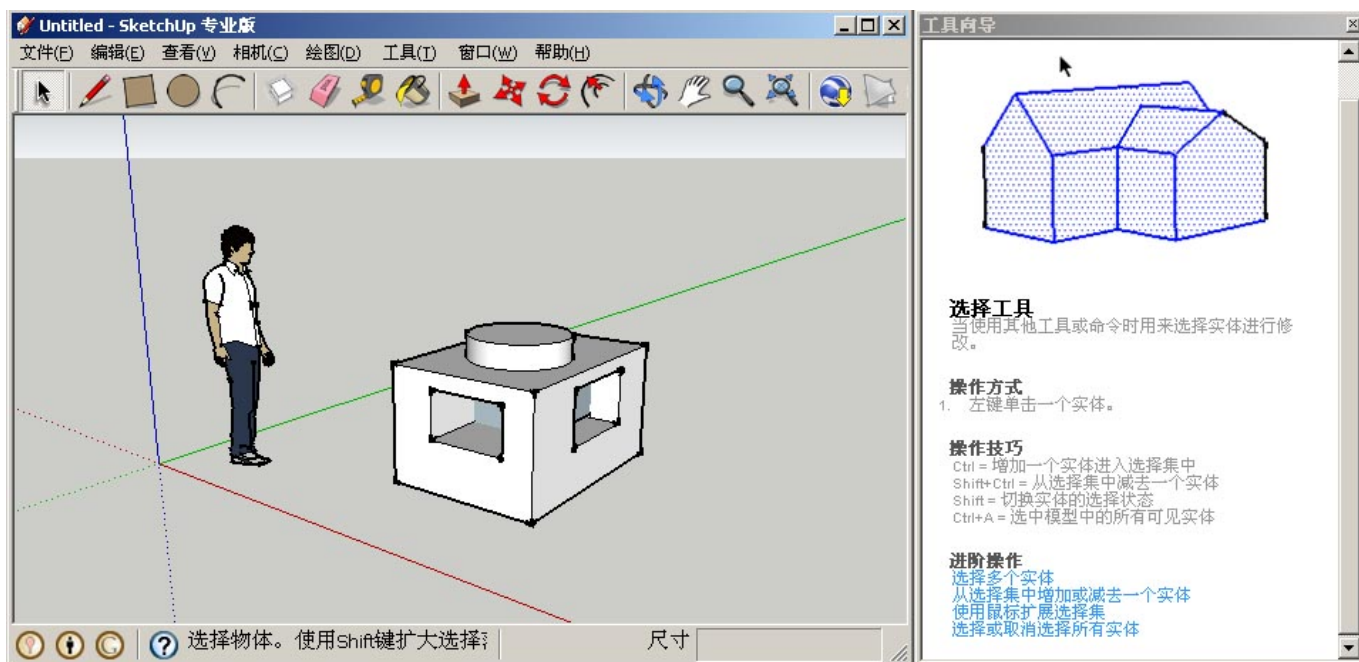 Untitled - SketchUp 专业版
文件(F) 编辑(E) 查看(V) 相机(C) 绘图(D) 工具(T) 窗口(W) 帮助(H)
选择物体。使用Shift键扩大选择
尺寸
工具向导
选择工具
当使用其他工具或命令时用来选择实体进行修
改。
操作方式
1. 左键单击一个实体。
操作技巧
Ctrl = 增加一个实体进入选择集中
Shift+Ctrl = 从选择集中减去一个实体
Shift = 切换实体的选择状态
Ctrl+A = 选中模型中的所有可见实体
进阶操作
选择多个实体
从选择集中增加或减去一个实体
使用鼠标扩展选择集
选择或取消选择所有实体